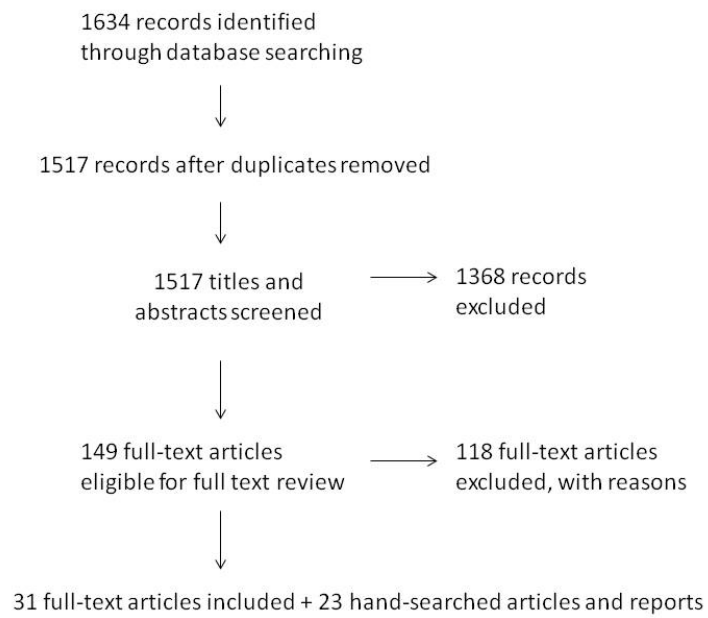 1634 records identified
through database searching
1517 records after duplicates removed
1517 titles and
abstracts screened
1368 records
excluded
149 full-text articles
eligible for full text review
118 full-text articles
excluded, with reasons
31 full-text articles included + 23 hand-searched articles and reports